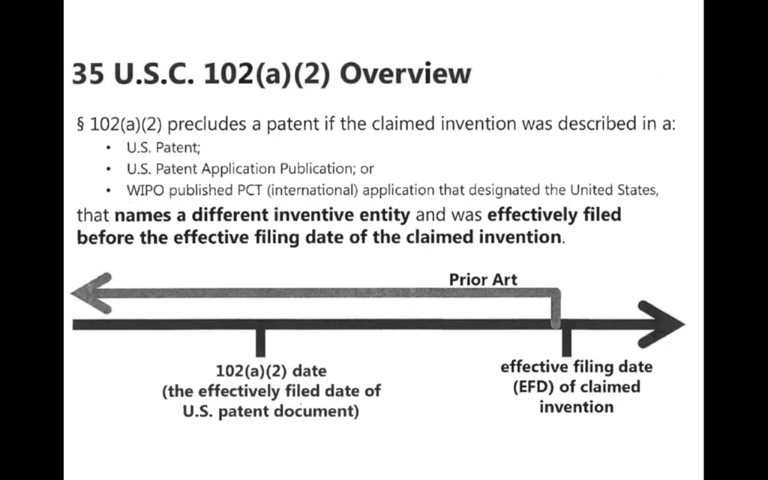 35 U.S.C. 102(a)(2) Overview
§ 102(a)(2) precludes a patent if the claimed invention was described in a:
• U.S. Patent;
• U.S. Patent Application Publication; or
• WIPO published PCT (international) application that designated the United States,
that names a different inventive entity and was effectively filed
before the effective filing date of the claimed invention.
Prior Art
102(a)(2) date
(the effectively filed date of
U.S. patent document)
effective filing date
(EFD) of claimed
invention